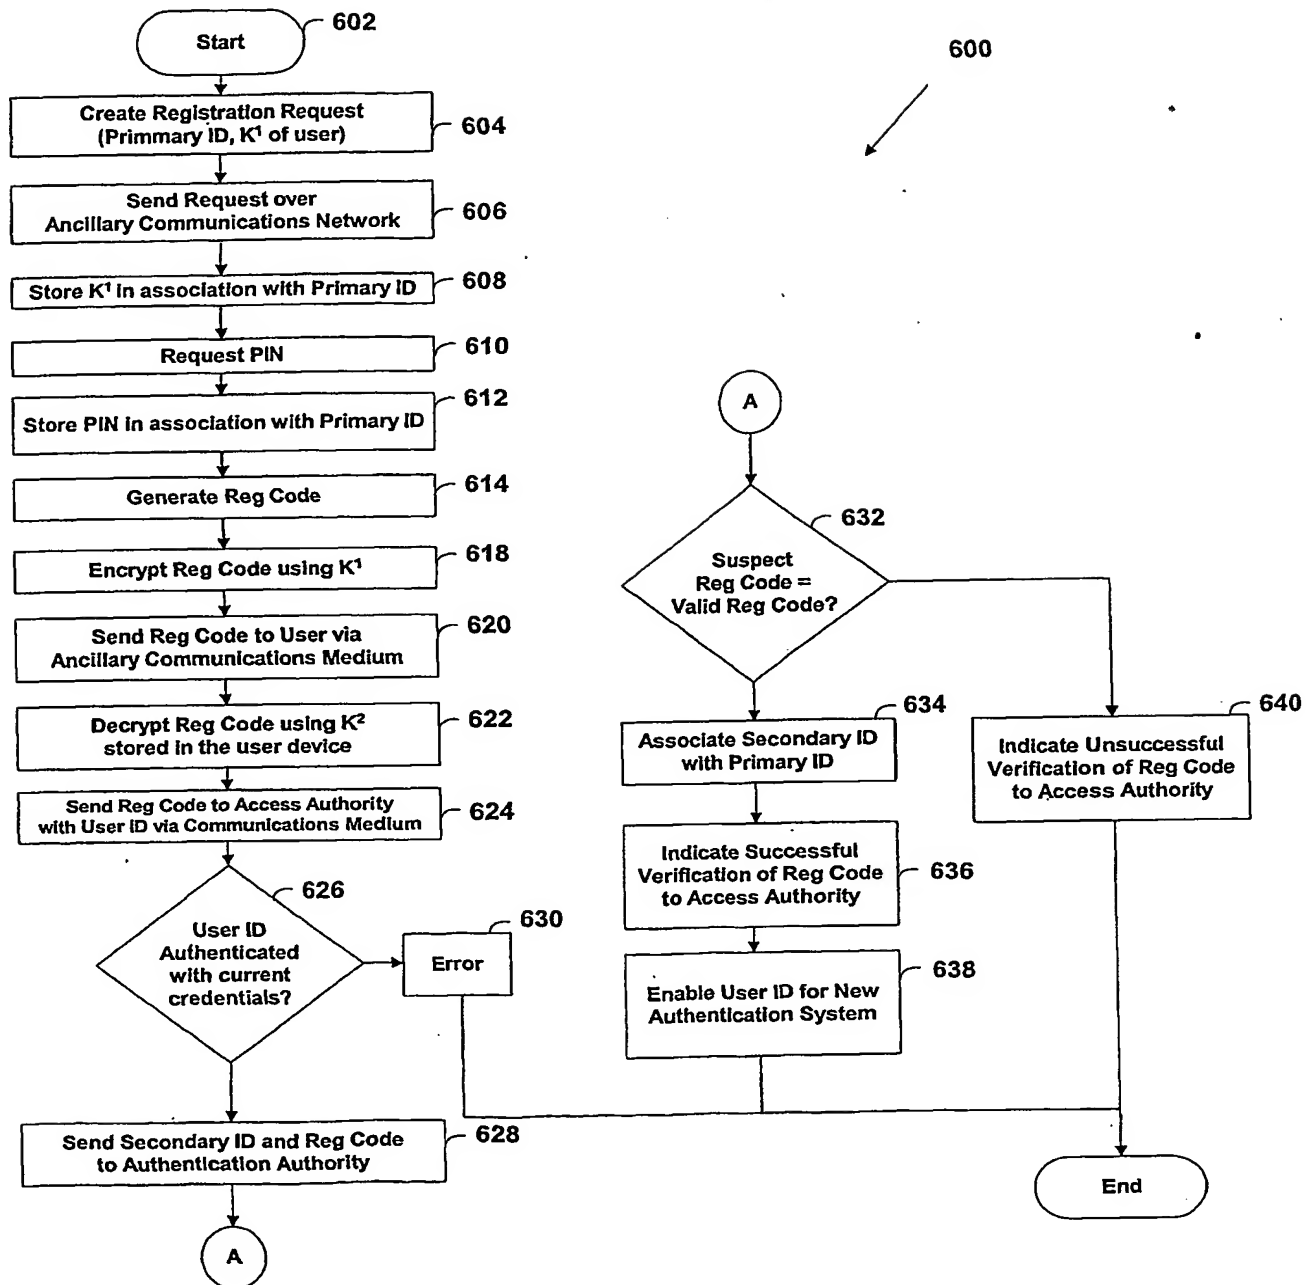 602
Start
600
Create Registration Request
(Primmary ID, K¹ of user)
604
Send Request over
Ancillary Communications Network
606
Store K¹ in association with Primary ID
608
Request PIN
610
Store PIN in association with Primary ID
612
Generate Reg Code
614
Encrypt Reg Code using K¹
618
Send Reg Code to User via
Ancillary Communications Medium
620
Decrypt Reg Code using K²
stored in the user device
622
Send Reg Code to Access Authority
with User ID via Communications Medium
624
User ID
Authenticated
with current
credentials?
626
Error
630
Send Secondary ID and Reg Code
to Authentication Authority
628
A
A
Suspect
Reg Code =
Valid Reg Code?
632
Associate Secondary ID
with Primary ID
634
Indicate Successful
Verification of Reg Code
to Access Authority
636
Enable User ID for New
Authentication System
638
Indicate Unsuccessful
Verification of Reg Code
to Access Authority
640
End